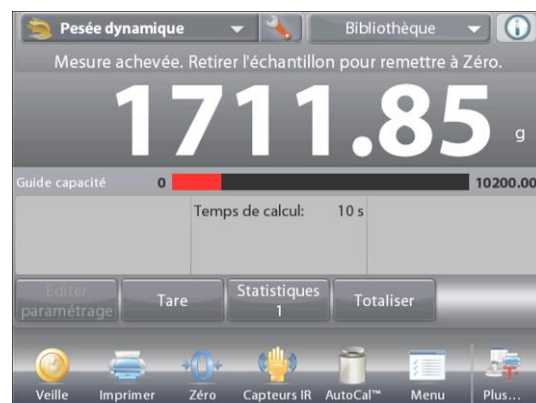 Pesée dynamique
Bibliothèque
Mesure achevée. Retirer l'échantillon pour remettre à Zéro.
1711.85 g
Guide capacité 0 10200.00
Temps de calcul: 10 s
Editer paramétrage
Tare
Statistiques 1
Totaliser
Veille
Imprimer
Zéro
Capteurs IR
AutoCal™
Menu
Plus...